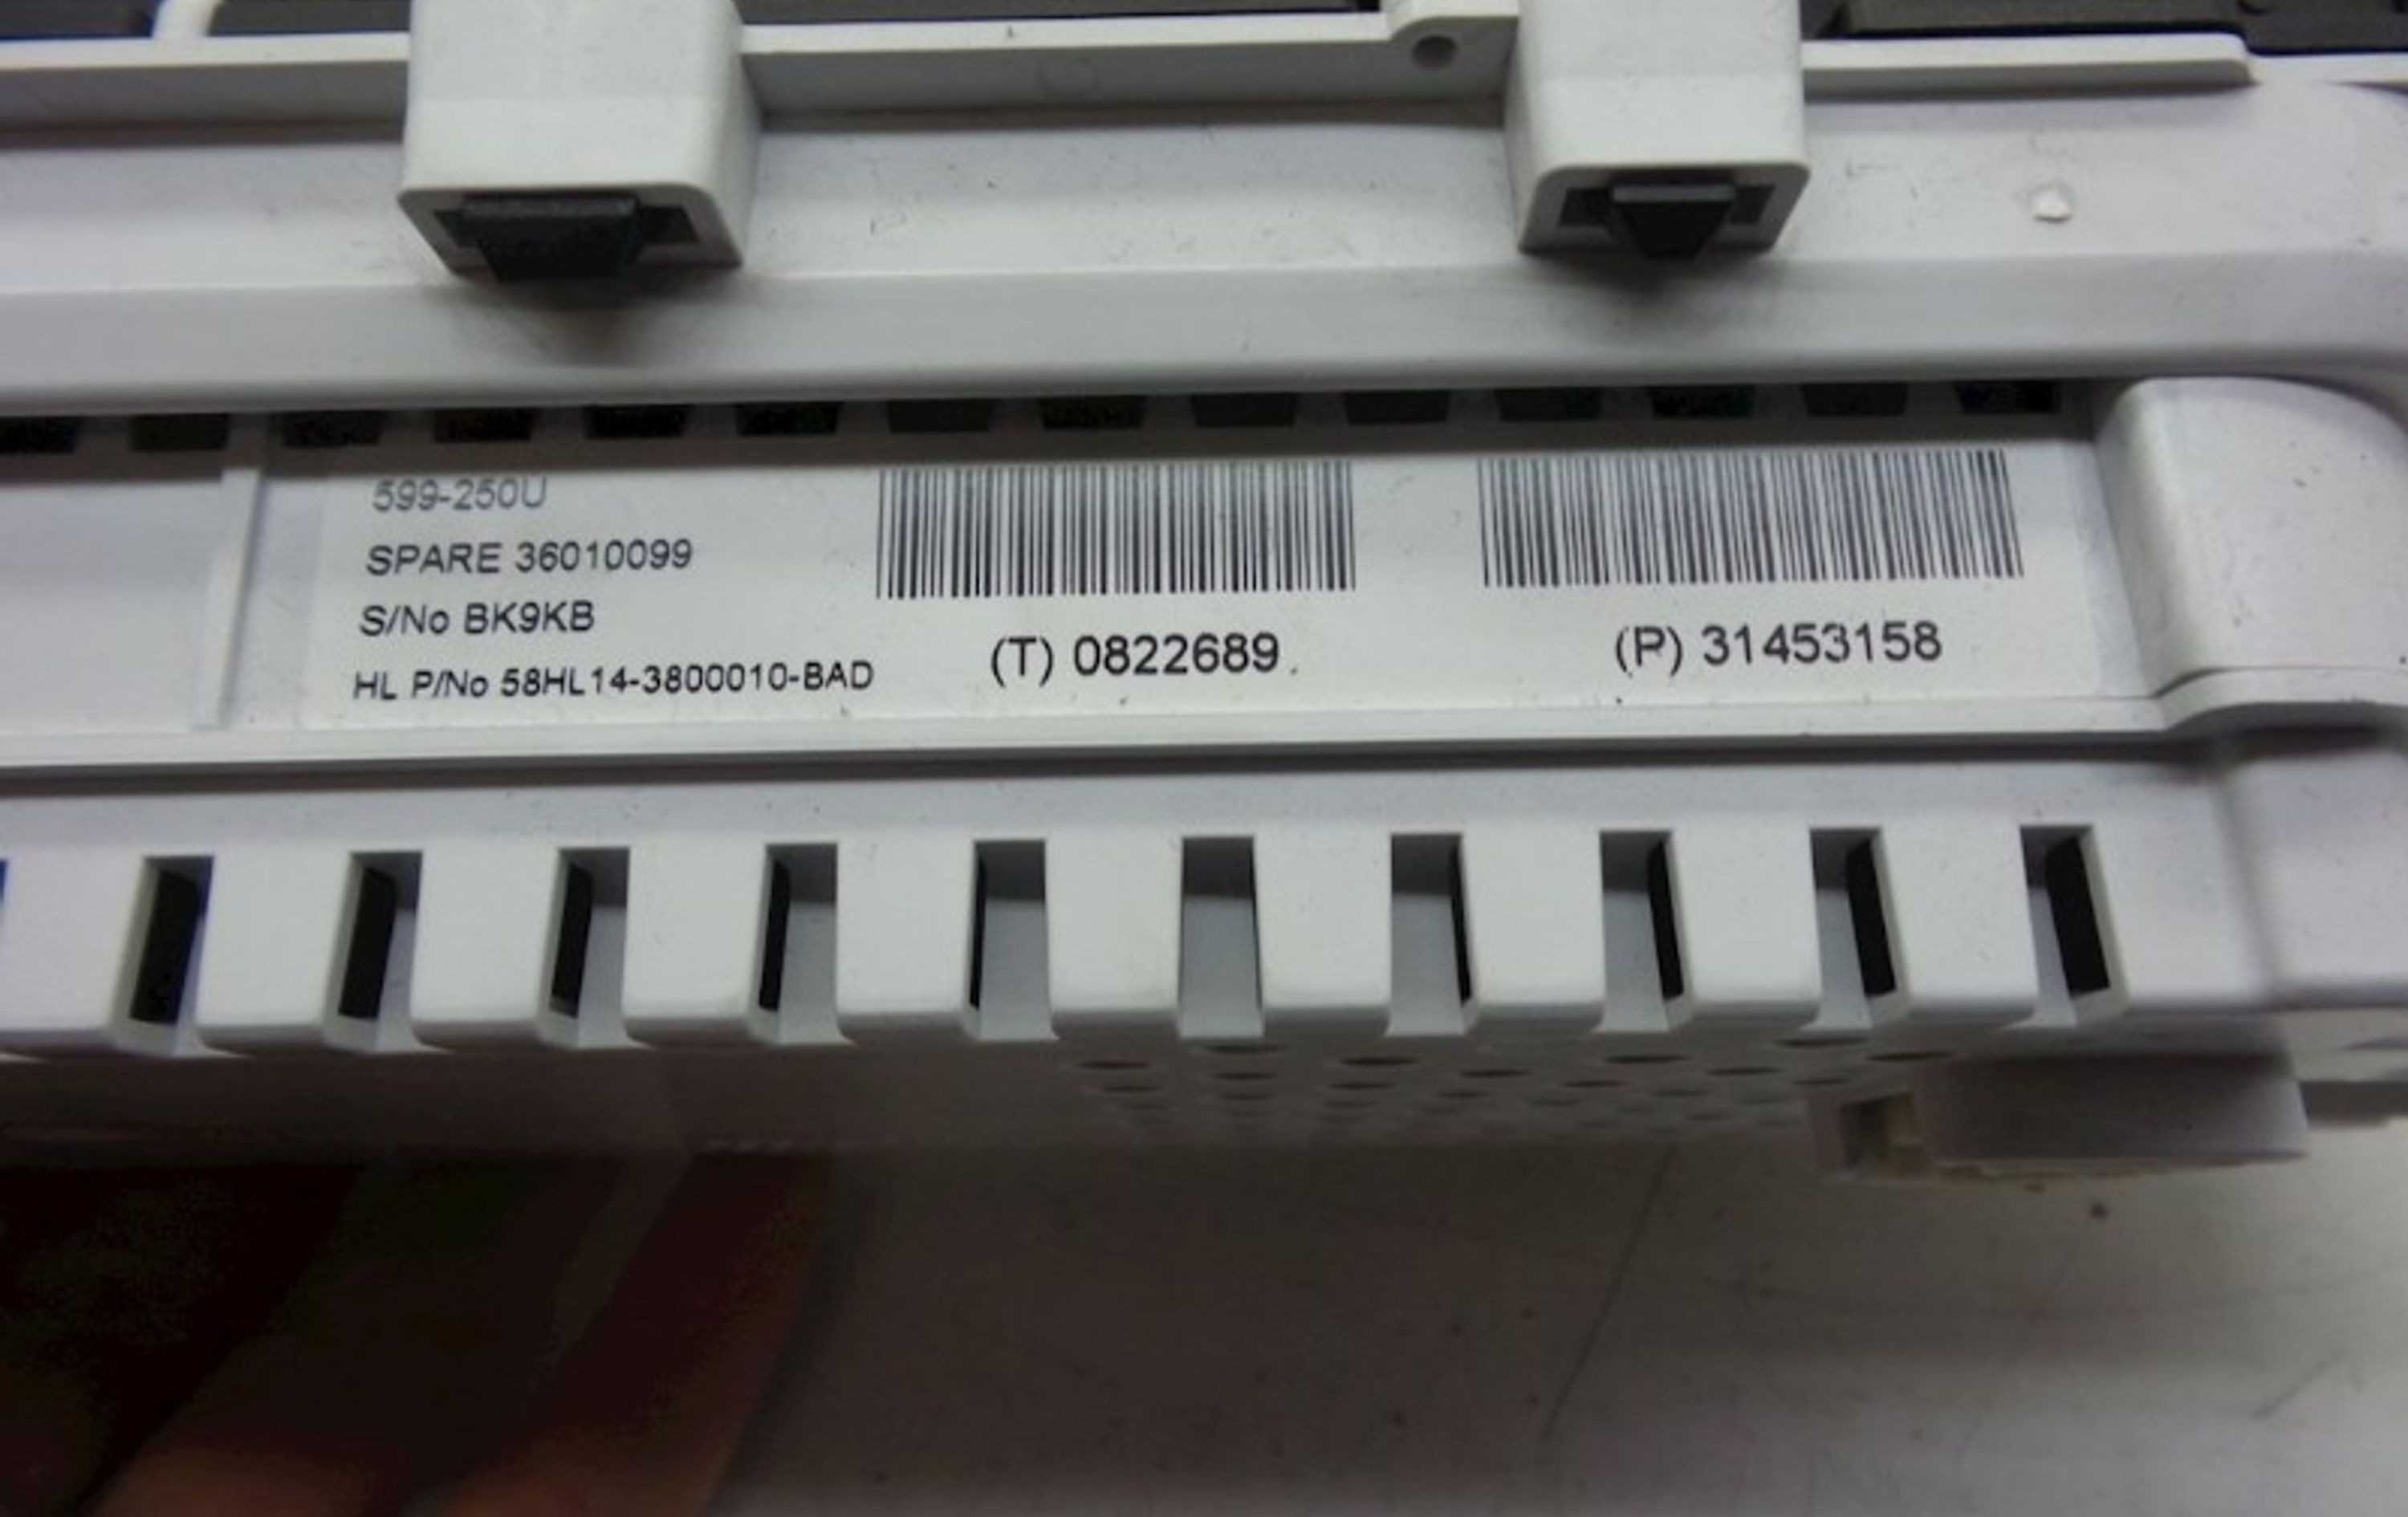 599-250U
SPARE 36010099
S/No BK9KB
HL P/No 58HL14-3800010-BAD
(T) 0822689
(P) 31453158